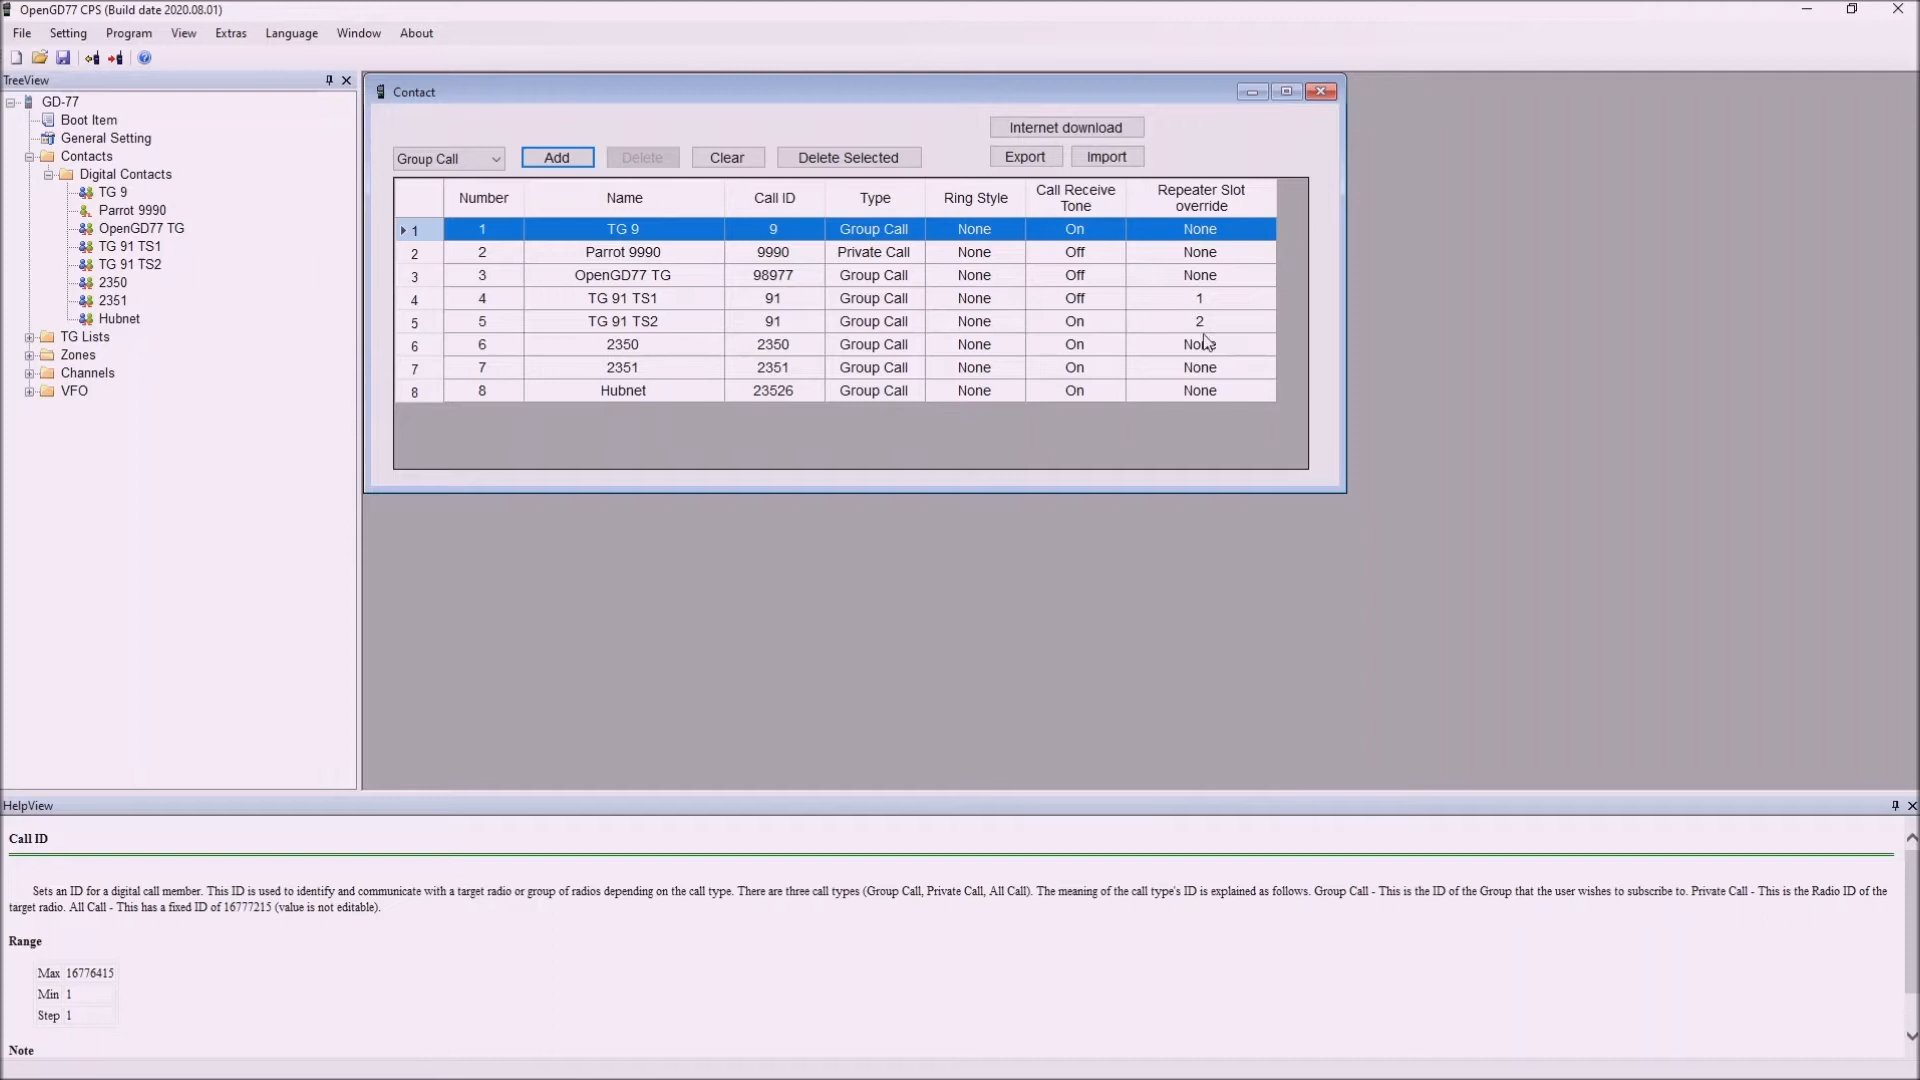 OpenGD77 CPS (Build date 2020.08.01)
File Setting Program View Extras Language Window About
TreeView
GD-77
Boot Item
General Setting
Contacts
Digital Contacts
TG 9
Parrot 9990
OpenGD77 TG
TG 91 TS1
TG 91 TS2
2350
2351
Hubnet
TG Lists
Zones
Channels
VFO
Contact
Internet download
Group Call Add Delete Clear Delete Selected Export Import
Number Name Call ID Type Ring Style Call Receive Tone Repeater Slot override
1 1 TG 9 9 Group Call None On None
2 2 Parrot 9990 9990 Private Call None Off None
3 3 OpenGD77 TG 98977 Group Call None Off None
4 4 TG 91 TS1 91 Group Call None Off 1
5 5 TG 91 TS2 91 Group Call None On 2
6 6 2350 2350 Group Call None On None
7 7 2351 2351 Group Call None On None
8 8 Hubnet 23526 Group Call None On None
HelpView
Call ID
Sets an ID for a digital call member. This ID is used to identify and communicate with a target radio or group of radios depending on the call type. There are three call types (Group Call, Private Call, All Call). The meaning of the call type's ID is explained as follows. Group Call - This is the ID of the Group that the user wishes to subscribe to. Private Call - This is the Radio ID of the
target radio. All Call - This has a fixed ID of 16777215 (value is not editable).
Range
Max 16776415
Min 1
Step 1
Note